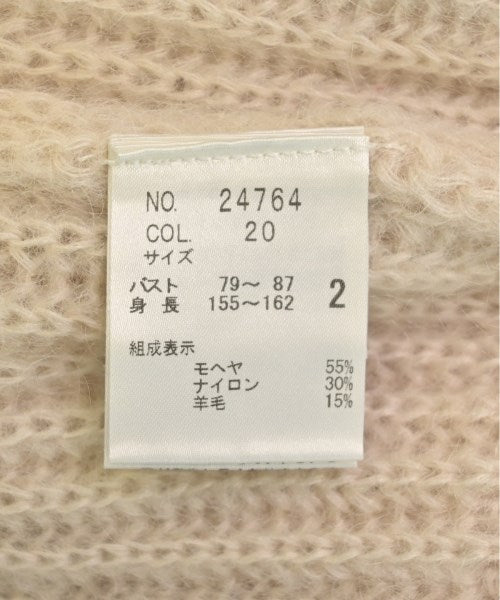 NO. 24764
COL. 20
サイズ
バスト 79～ 87
身長 155～162 2
組成表示
モヘヤ 55%
ナイロン 30%
羊毛 15%